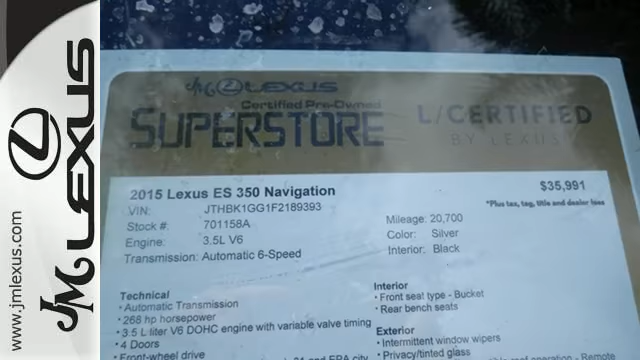 www.jmlexus.com
JM LEXUS
JM LEXUS
Certified Pre-Owned
SUPERSTORE
L/CERTIFIED
BY LEXUS
2015 Lexus ES 350 Navigation
$35,991
*Plus tax, tag, title and dealer fees
VIN: JTHBK1GG1F2189393
Stock #: 701158A
Engine: 3.5L V6
Transmission: Automatic 6-Speed
Mileage: 20,700
Color: Silver
Interior: Black
Technical
• Automatic Transmission
• 268 hp horsepower
• 3.5 L liter V6 DOHC engine with variable valve timing
• 4 Doors
• Front-wheel drive
Interior
• Front seat type - Bucket
• Rear bench seats
Exterior
• Intermittent window wipers
• Privacy/tinted glass